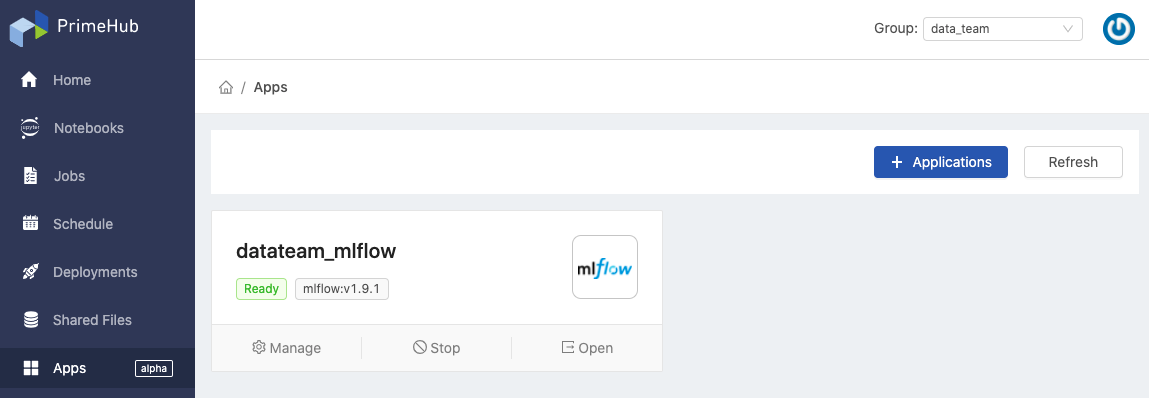 PrimeHub
Group: data_team
Home
Notebooks
Jobs
Schedule
Deployments
Shared Files
Apps alpha
/ Apps
+ Applications Refresh
datateam_mlflow
Ready mlflow:v1.9.1
mlflow
Manage Stop Open
jupyter